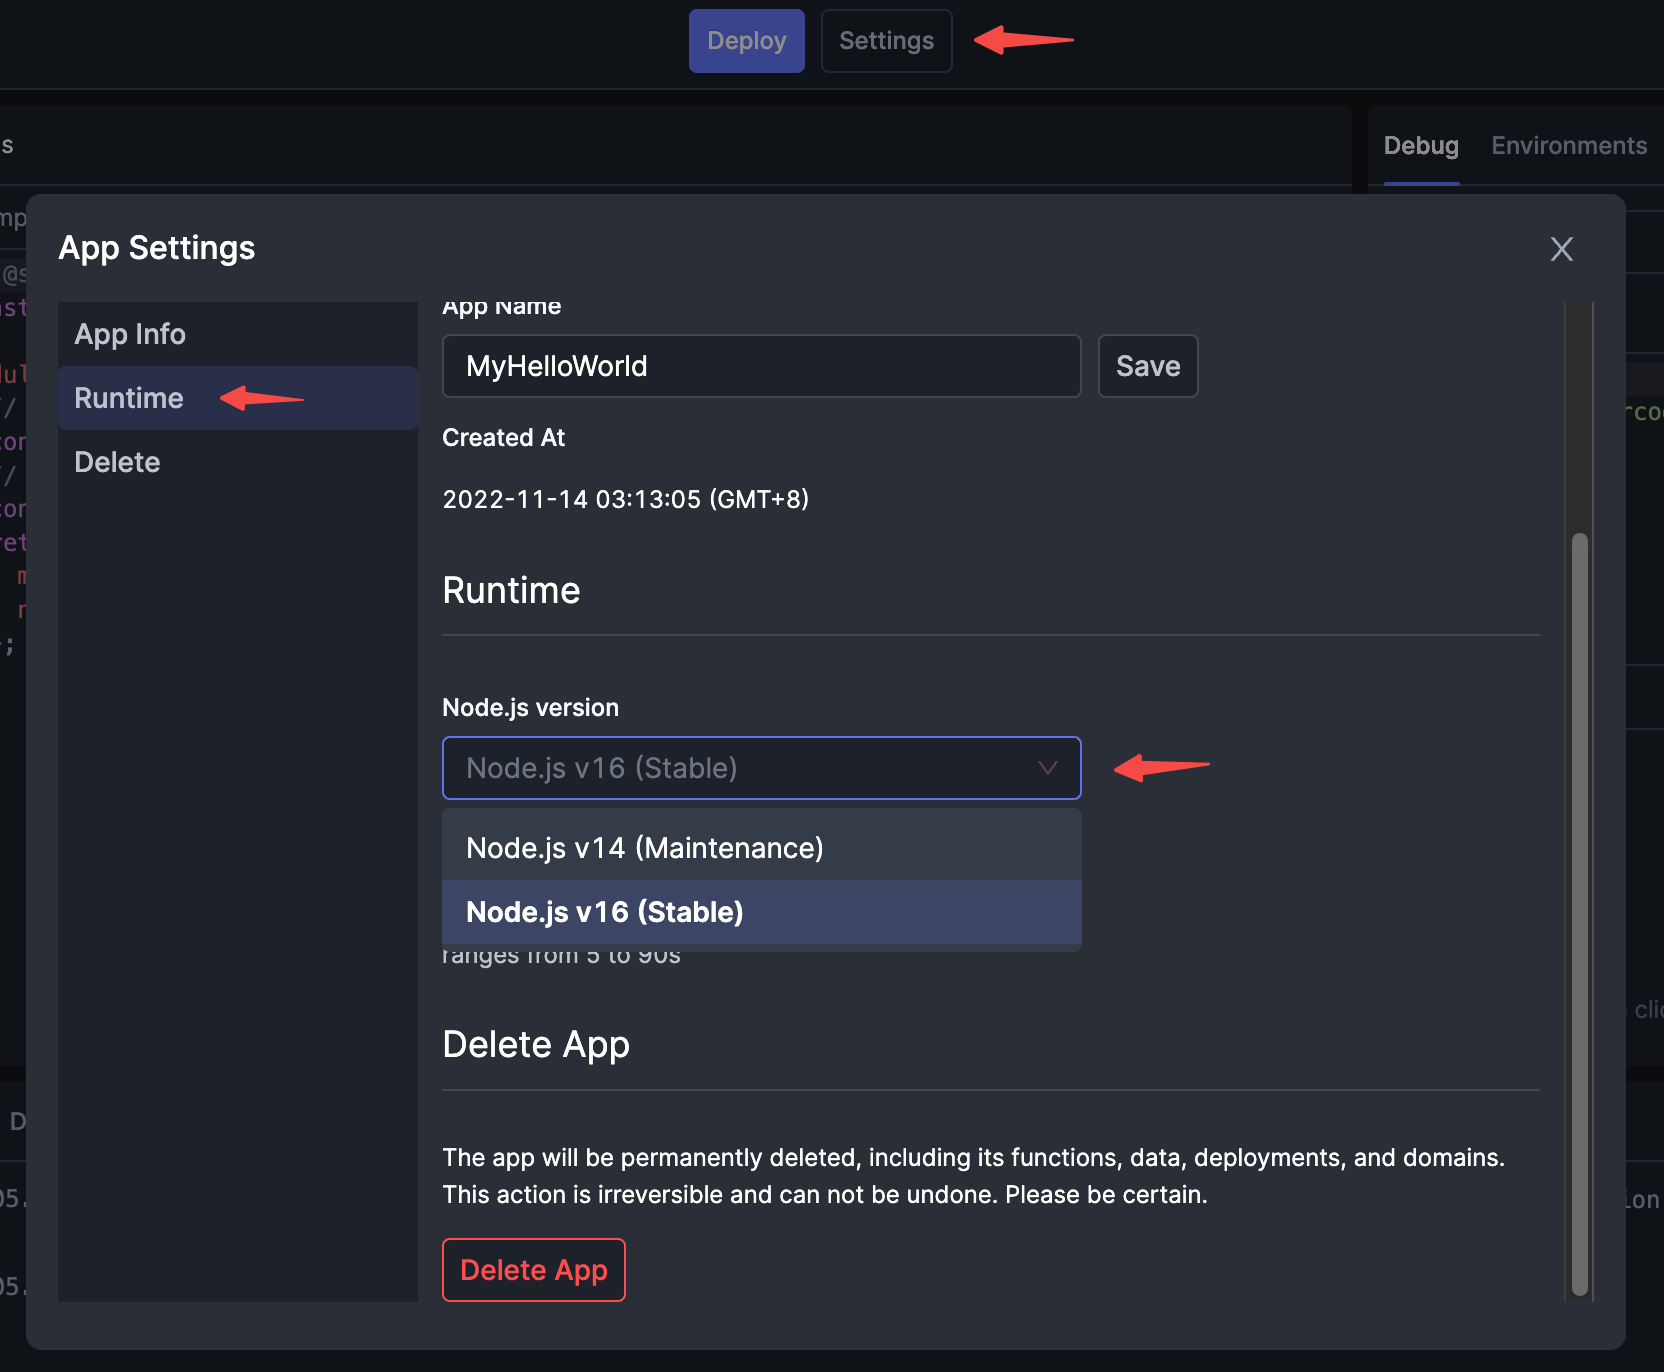 Deploy
Settings
s
Debug
Environments
App Settings
App Info
Runtime
Delete
App Name
MyHelloWorld
Save
Created At
2022-11-14 03:13:05 (GMT+8)
Runtime
Node.js version
Node.js v16 (Stable)
Node.js v14 (Maintenance)
Node.js v16 (Stable)
ranges from 5 to 90s
Delete App
The app will be permanently deleted, including its functions, data, deployments, and domains.
This action is irreversible and can not be undone. Please be certain.
Delete App